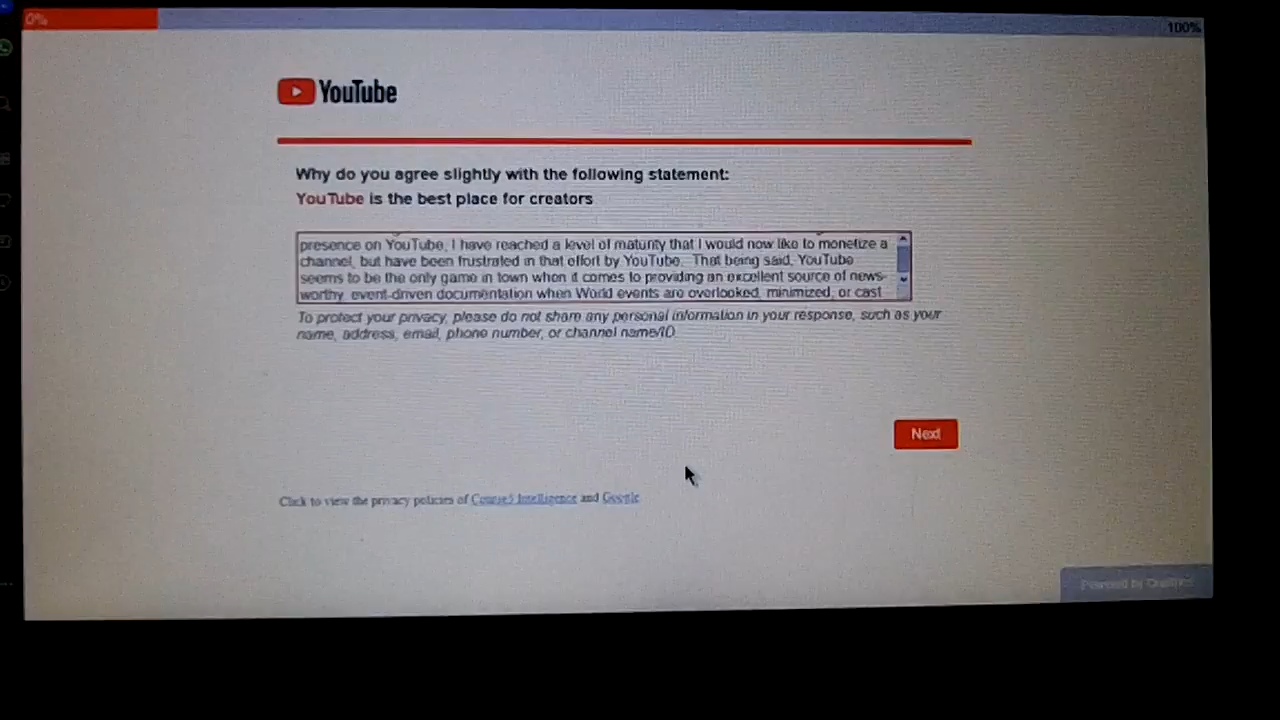 0%
100%
YouTube
Why do you agree slightly with the following statement:
YouTube is the best place for creators
presence on YouTube, I have reached a level of maturity that I would now like to monetize a
channel, but have been frustrated in that effort by YouTube. That being said, YouTube
seems to be the only game in town when it comes to providing an excellent source of news-
worthy, event-driven documentation when World events are overlooked, minimized, or cast
To protect your privacy, please do not share any personal information in your response, such as your
name, address, email, phone number, or channel name/ID.
Next
Click to view the privacy policies of Course5 Intelligence and Google
Powered by